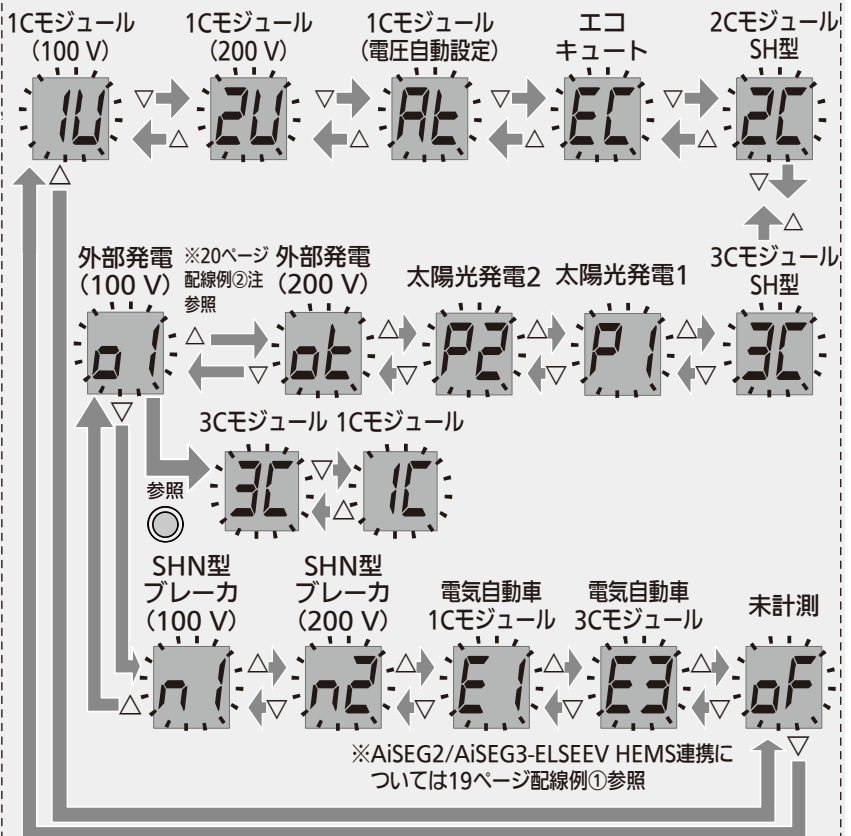 1Cモジュール
(100 V)
1Cモジュール
(200 V)
1Cモジュール
(電圧自動設定)
エコ
キュート
2Cモジュール
SH型
1U
▽
△
2U
▽
△
At
▽
△
EC
▽
△
2C
△
▽
△
外部発電
(100 V)
※20ページ
配線例②注
参照
外部発電
(200 V)
太陽光発電2
太陽光発電1
3Cモジュール
SH型
o1
△
▽
ot
△
▽
P2
△
▽
P1
△
▽
3C
▽
3Cモジュール
1Cモジュール
参照
3C
▽
△
1C
SHN型
ブレーカ
(100 V)
SHN型
ブレーカ
(200 V)
電気自動車
1Cモジュール
電気自動車
3Cモジュール
未計測
△
n1
△
▽
n2
△
▽
E1
△
▽
E3
△
▽
oF
▽
※AiSEG2/AiSEG3-ELSEEV HEMS連携に
ついては19ページ配線例①参照